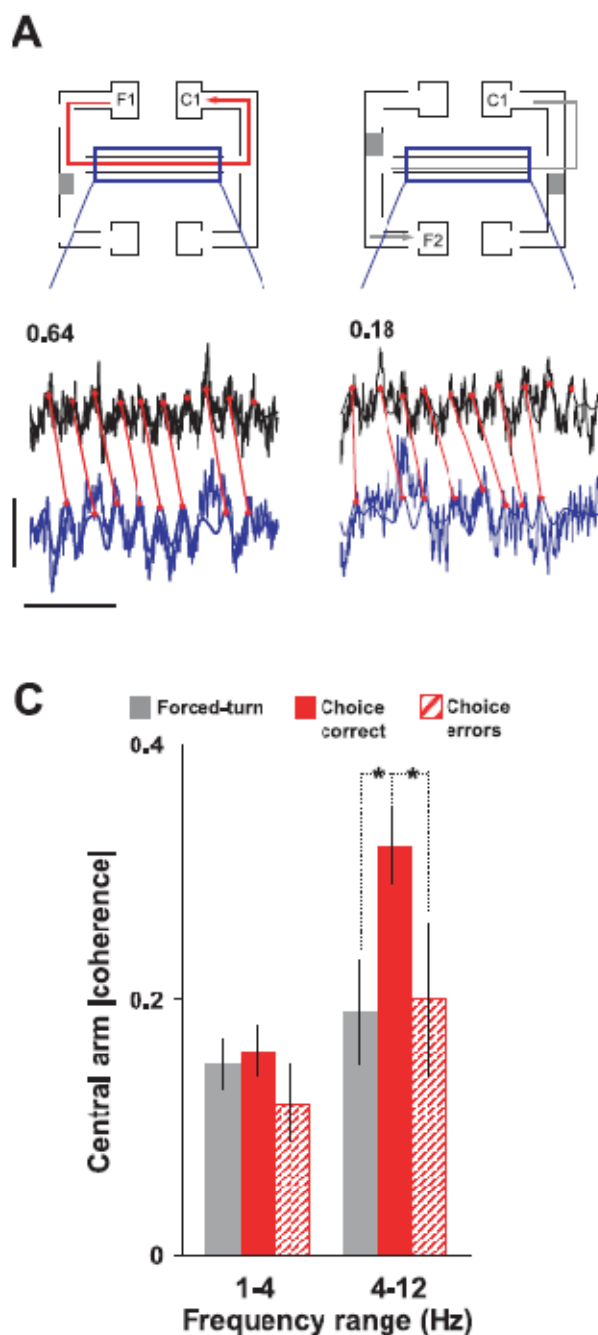 A
F1 C1 C1
F2
0.64 0.18
C
Forced-turn Choice correct Choice errors
0.4
* *
0.2
0
Central arm |coherence|
1-4 4-12
Frequency range (Hz)